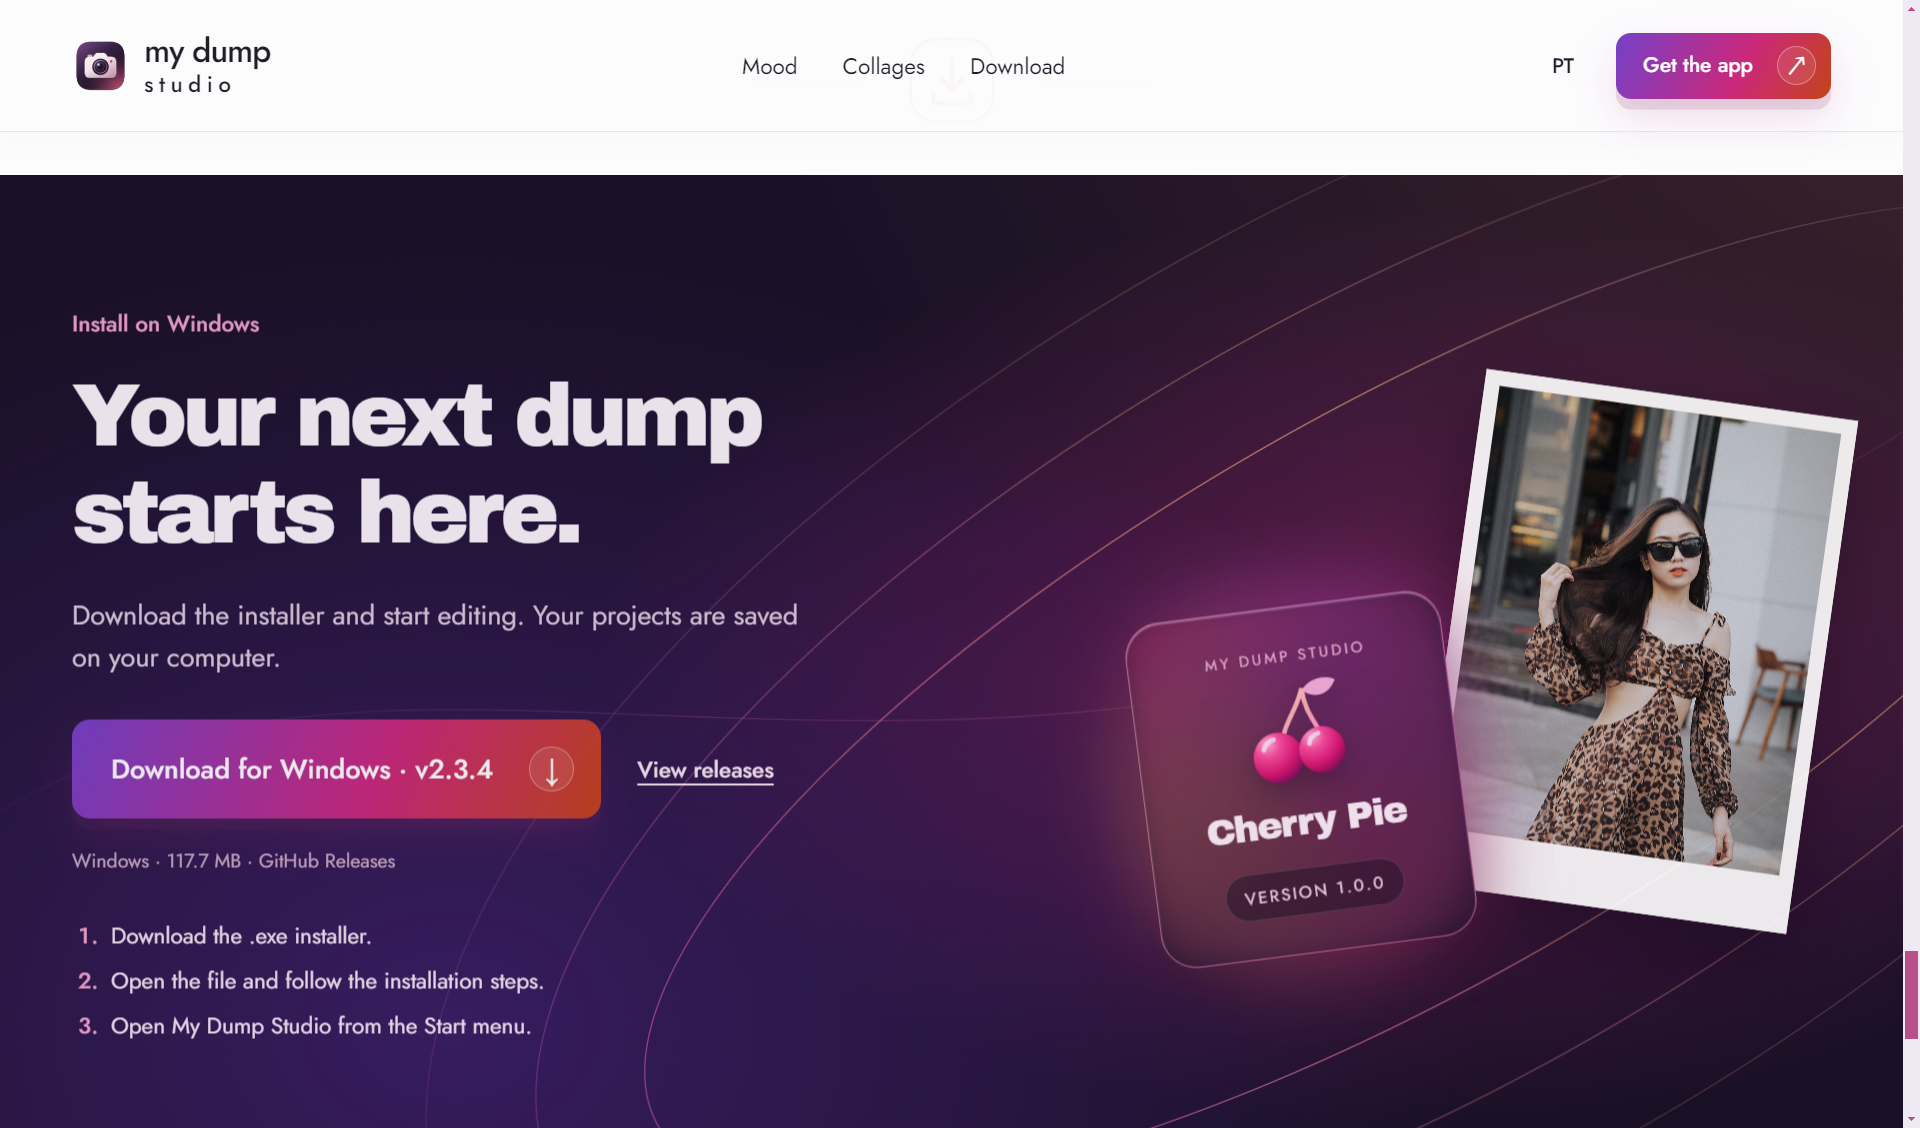 my dump
studio
Mood
Collages
Download
PT
Get the app
Install on Windows
Your next dump
starts here.
Download the installer and start editing. Your projects are saved
on your computer.
Download for Windows · v2.3.4
View releases
Windows · 117.7 MB · GitHub Releases
1. Download the .exe installer.
2. Open the file and follow the installation steps.
3. Open My Dump Studio from the Start menu.
MY DUMP STUDIO
Cherry Pie
VERSION 1.0.0